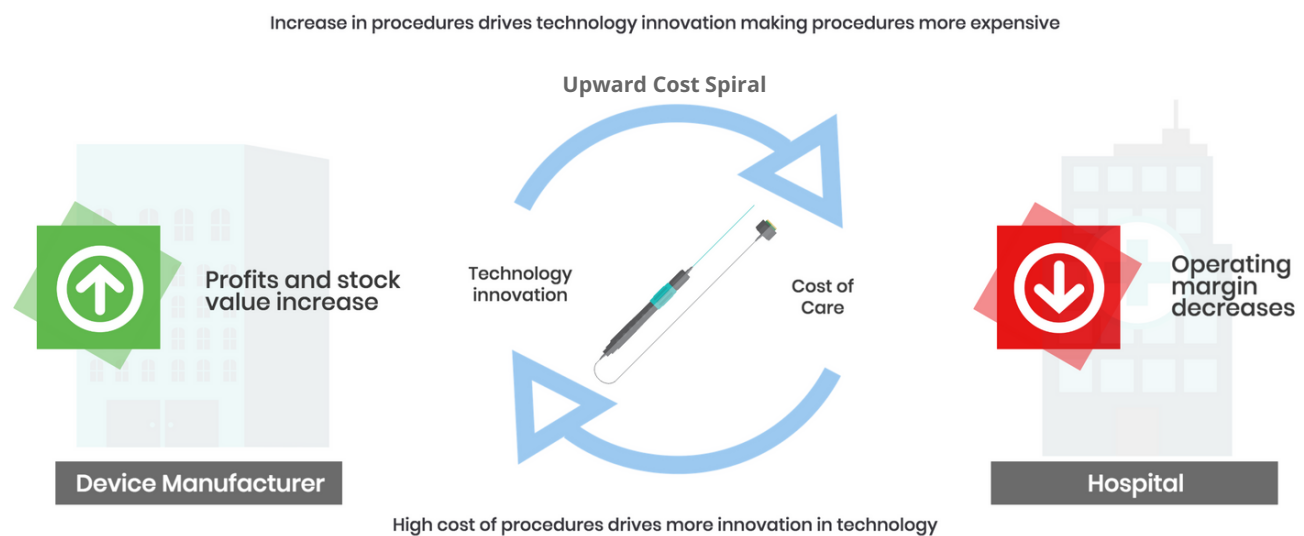 Increase in procedures drives technology innovation making procedures more expensive
Upward Cost Spiral
Profits and stock
value increase
Technology
innovation
Cost of
Care
Operating
margin
decreases
Device Manufacturer
Hospital
High cost of procedures drives more innovation in technology